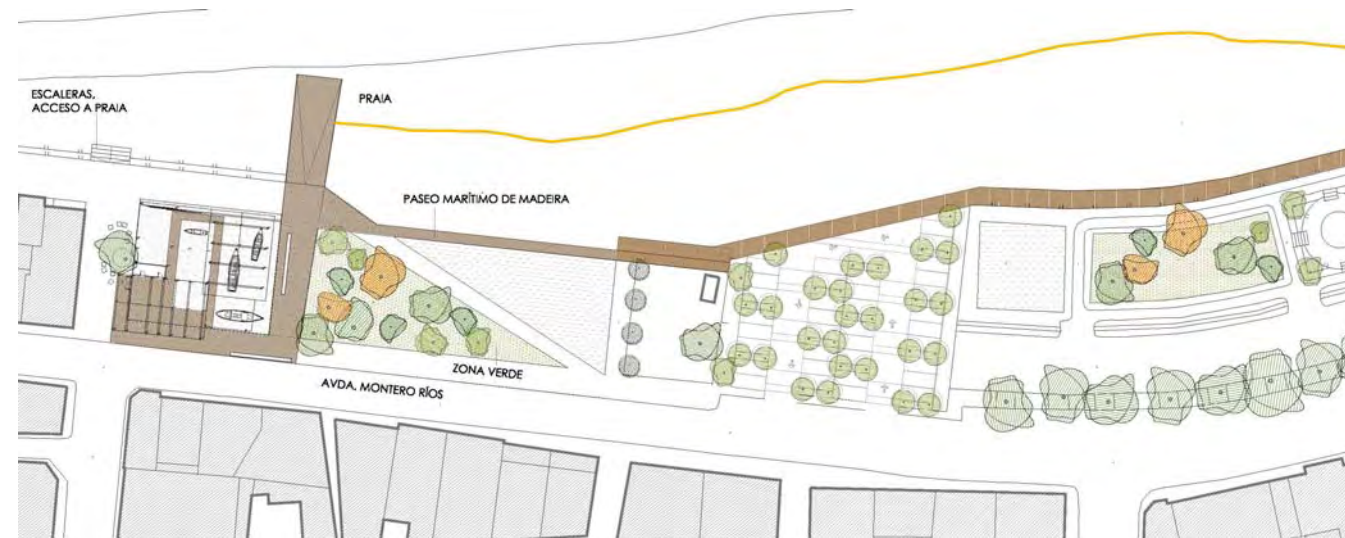 ESCALERAS,
ACCESO A PRAIA
PRAIA
PASEO MARÍTIMO DE MADEIRA
ZONA VERDE
AVDA. MONTERO RÍOS